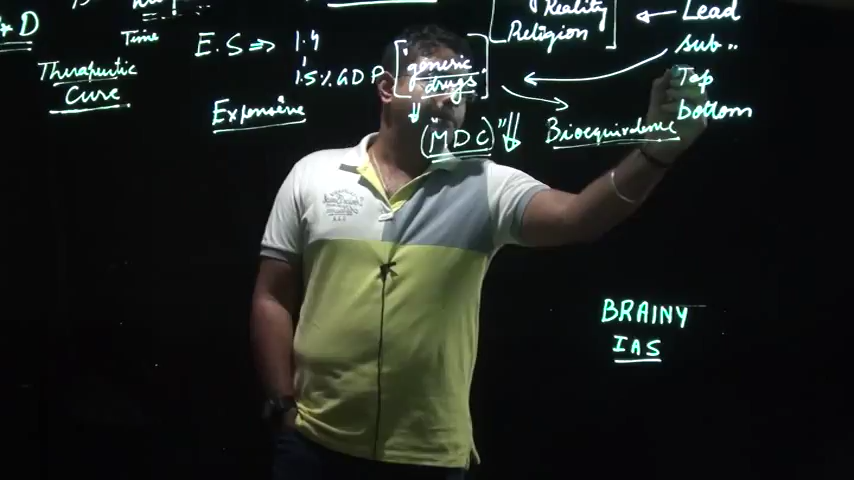 Reality
Religion
Lead
sub "
Top
bottom
D
Time
Therapeutic
Cure
E.S ⇒ 1.4
1.5% GDP
Expensive
"generic
drugs"
("MDC)"
Bioequivalence
BRAINY
IAS